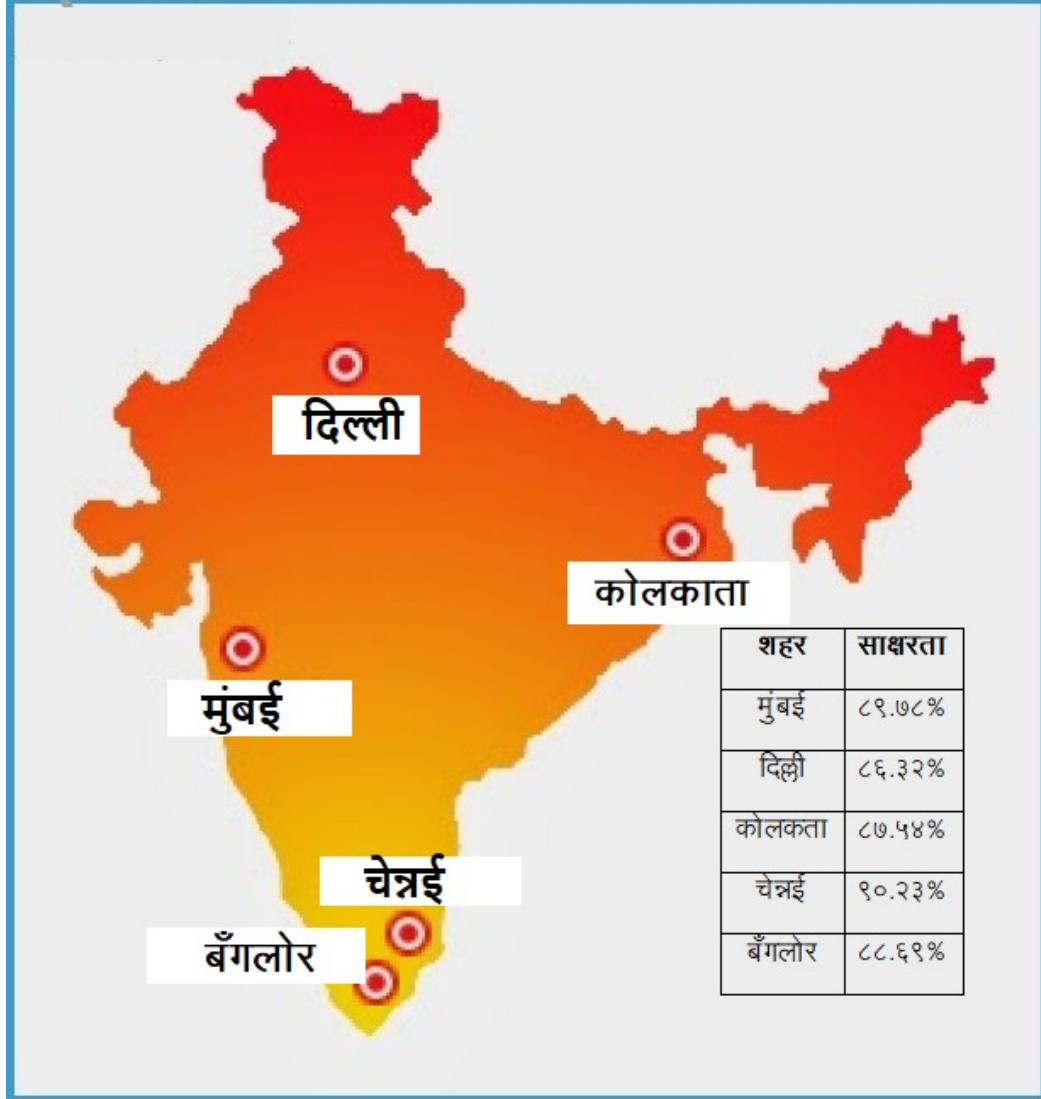 दिल्ली
कोलकाता
मुंबई
चेन्नई
बँगलोर
शहर साक्षरता
मुंबई ८९.७८%
दिल्ली ८६.३२%
कोलकता ८७.५४%
चेन्नई ९०.२३%
बँगलोर ८८.६९%